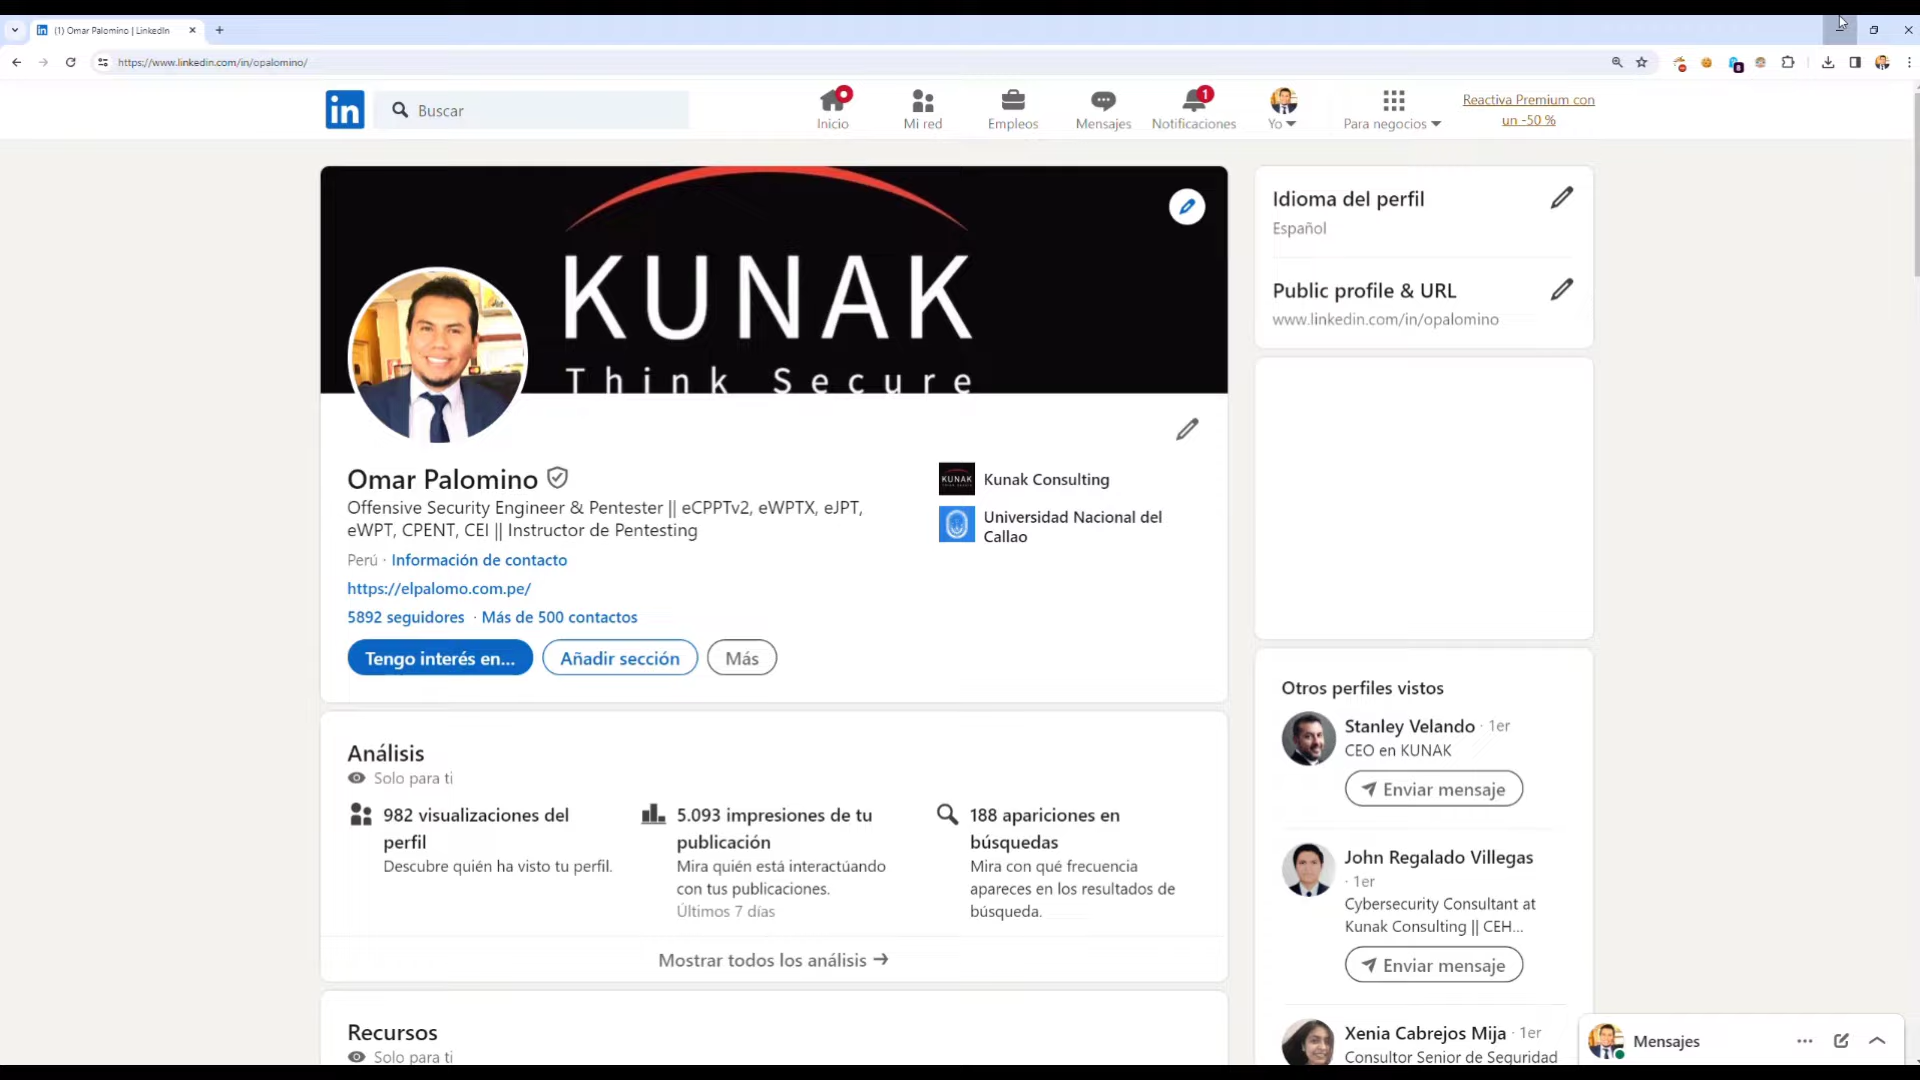 (1) Omar Palomino | LinkedIn
https://www.linkedin.com/in/opalomino/
in
Buscar
Inicio
Mi red
Empleos
Mensajes
1
Notificaciones
Yo
Para negocios
Reactiva Premium con
un -50 %
KUNAK
Think Secure
Omar Palomino
Offensive Security Engineer & Pentester || eCPPTv2, eWPTX, eJPT,
eWPT, CPENT, CEI || Instructor de Pentesting
Perú · Información de contacto
https://elpalomo.com.pe/
5892 seguidores · Más de 500 contactos
Tengo interés en...
Añadir sección
Más
KUNAK
Kunak Consulting
Universidad Nacional del
Callao
Análisis
Solo para ti
982 visualizaciones del
perfil
Descubre quién ha visto tu perfil.
5.093 impresiones de tu
publicación
Mira quién está interactúando
con tus publicaciones.
Últimos 7 días
188 apariciones en
búsquedas
Mira con qué frecuencia
apareces en los resultados de
búsqueda.
Mostrar todos los análisis →
Recursos
Solo para ti
Idioma del perfil
Español
Public profile & URL
www.linkedin.com/in/opalomino
Otros perfiles vistos
Stanley Velando · 1er
CEO en KUNAK
Enviar mensaje
John Regalado Villegas
· 1er
Cybersecurity Consultant at
Kunak Consulting || CEH...
Enviar mensaje
Xenia Cabrejos Mija · 1er
Consultor Senior de Seguridad
Mensajes